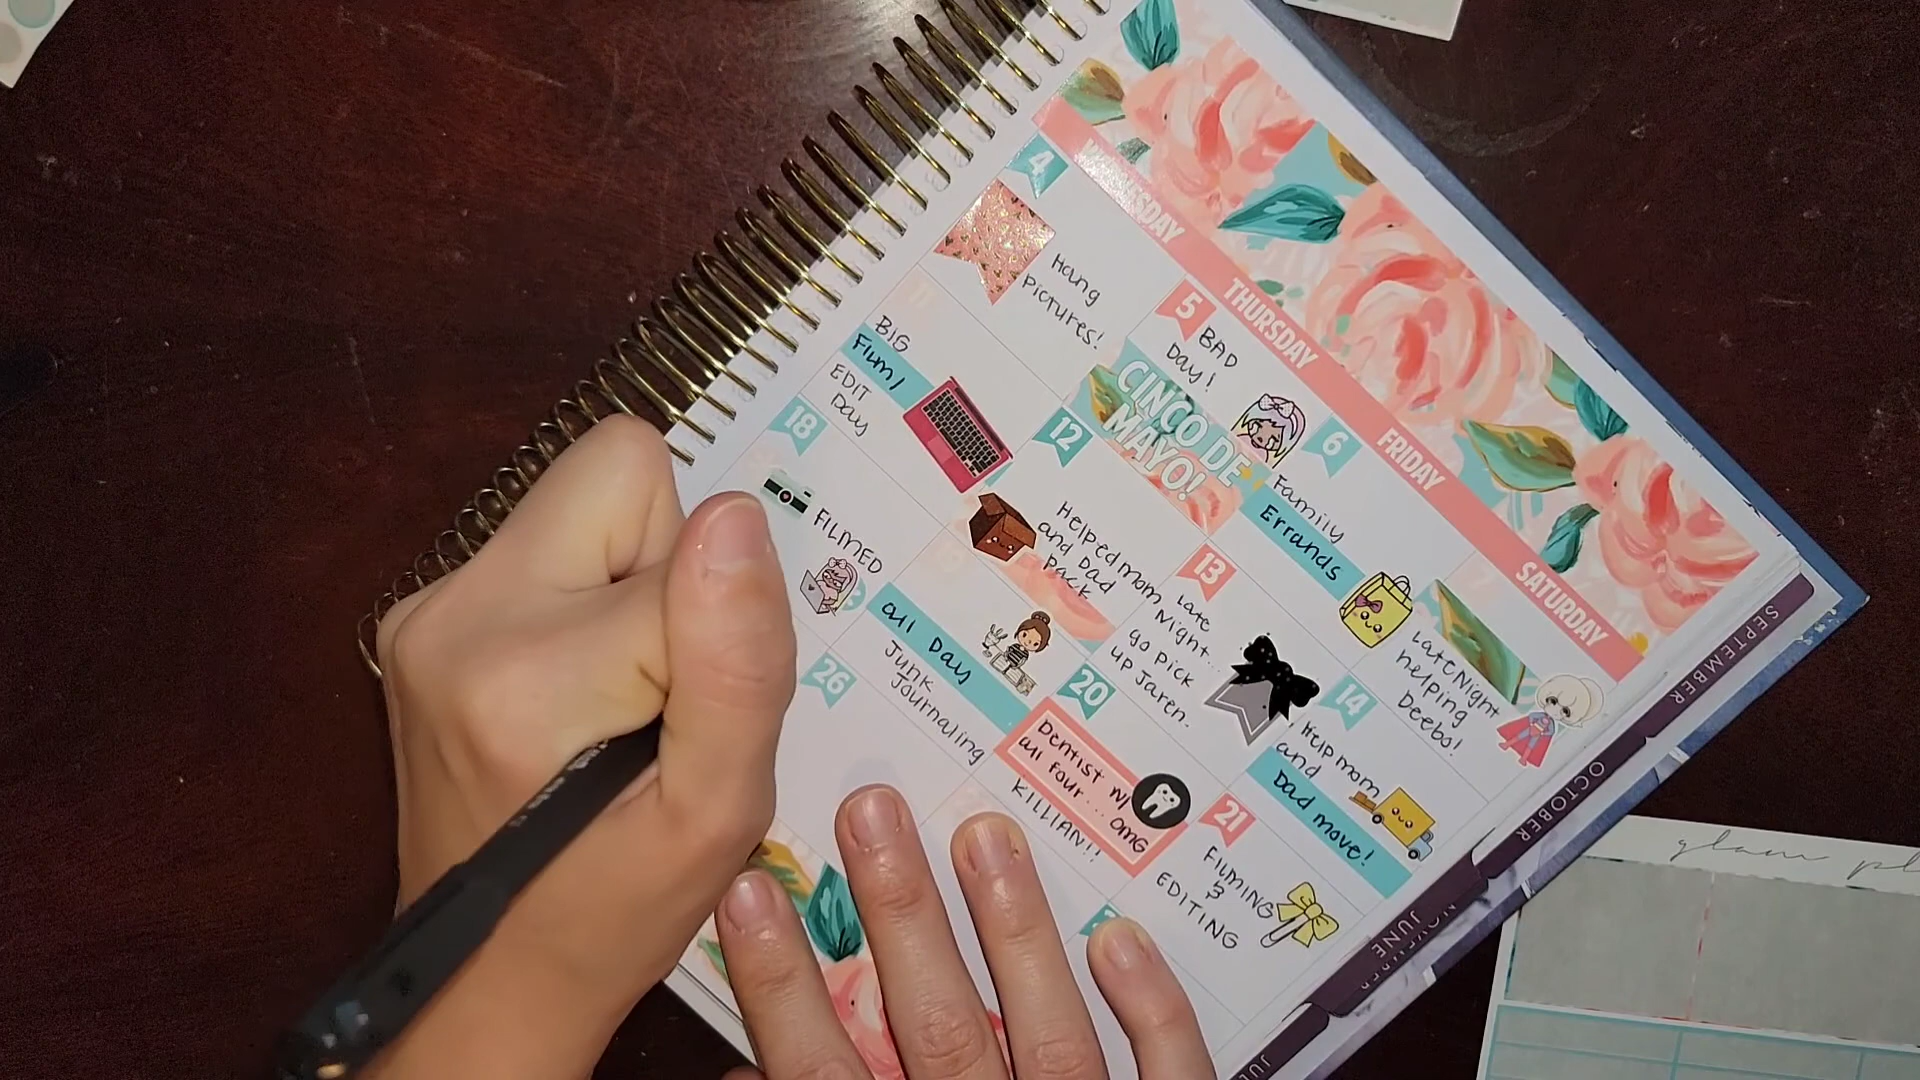 WEDNESDAY
THURSDAY
FRIDAY
SATURDAY
4
Hang
Pictures!
5
BAD
Day!
CINCO DE
MAYO!
6
Family
Errands
Late Night
helping
Deebs!
BIG
Film/
EDIT
Day
12
Helped mom
and Dad
Pack
13
Late
Night...
go pick
up Jaren.
14
Help mom
and
Dad move!
18
FILMED
all Day
Junk
Journaling
20
Dentist w/
all four... OMG
KILLIAN!!
21
Filming
&
EDITING
26
SEPTEMBER
OCTOBER
JUNE
glam pl